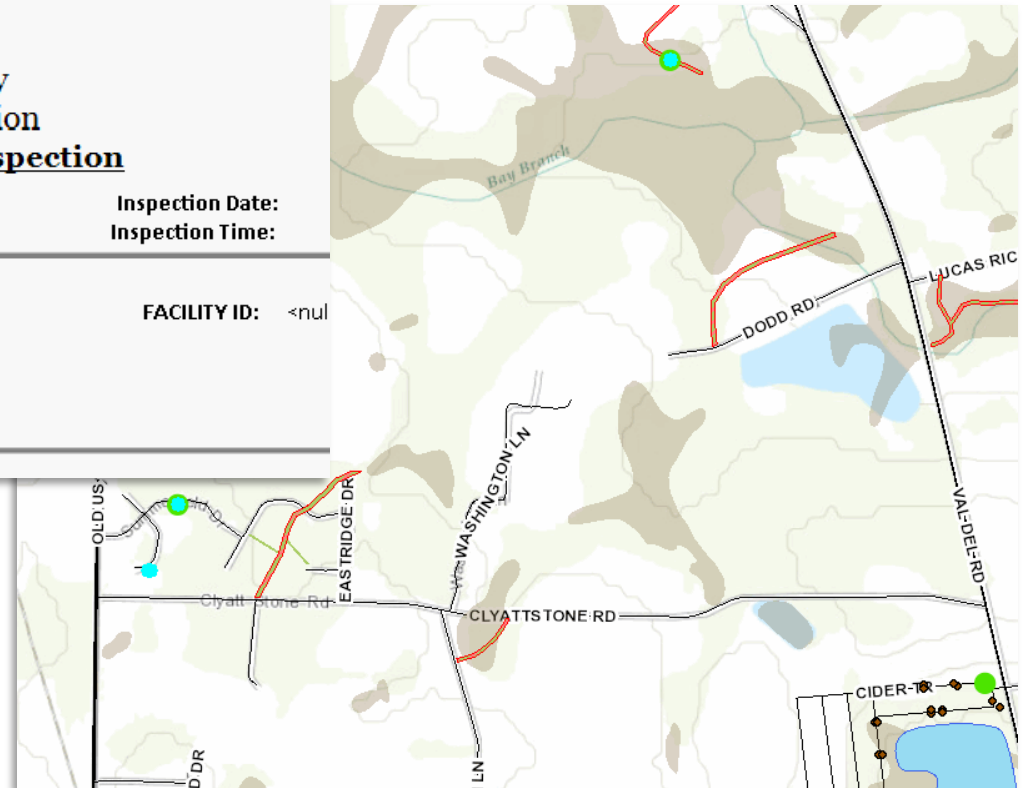 y
ion
spection
Inspection Date:
Inspection Time:
FACILITY ID: <nul
Bay Branch
LUCAS RIC
DODD RD
WASHINGTON LN
VAL-DEL-RD
OLD US
EASTRIDGE DR
Clyatt Stone Rd
CLYATTSTONE RD
CIDER-TR
D DR
LN